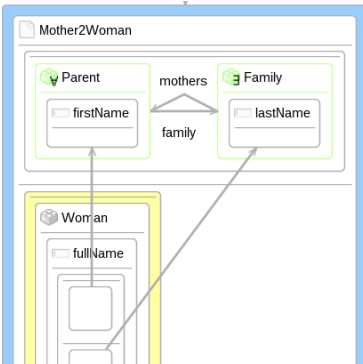 Mother2Woman
Parent
mothers
Family
firstName
lastName
family
Woman
fullName